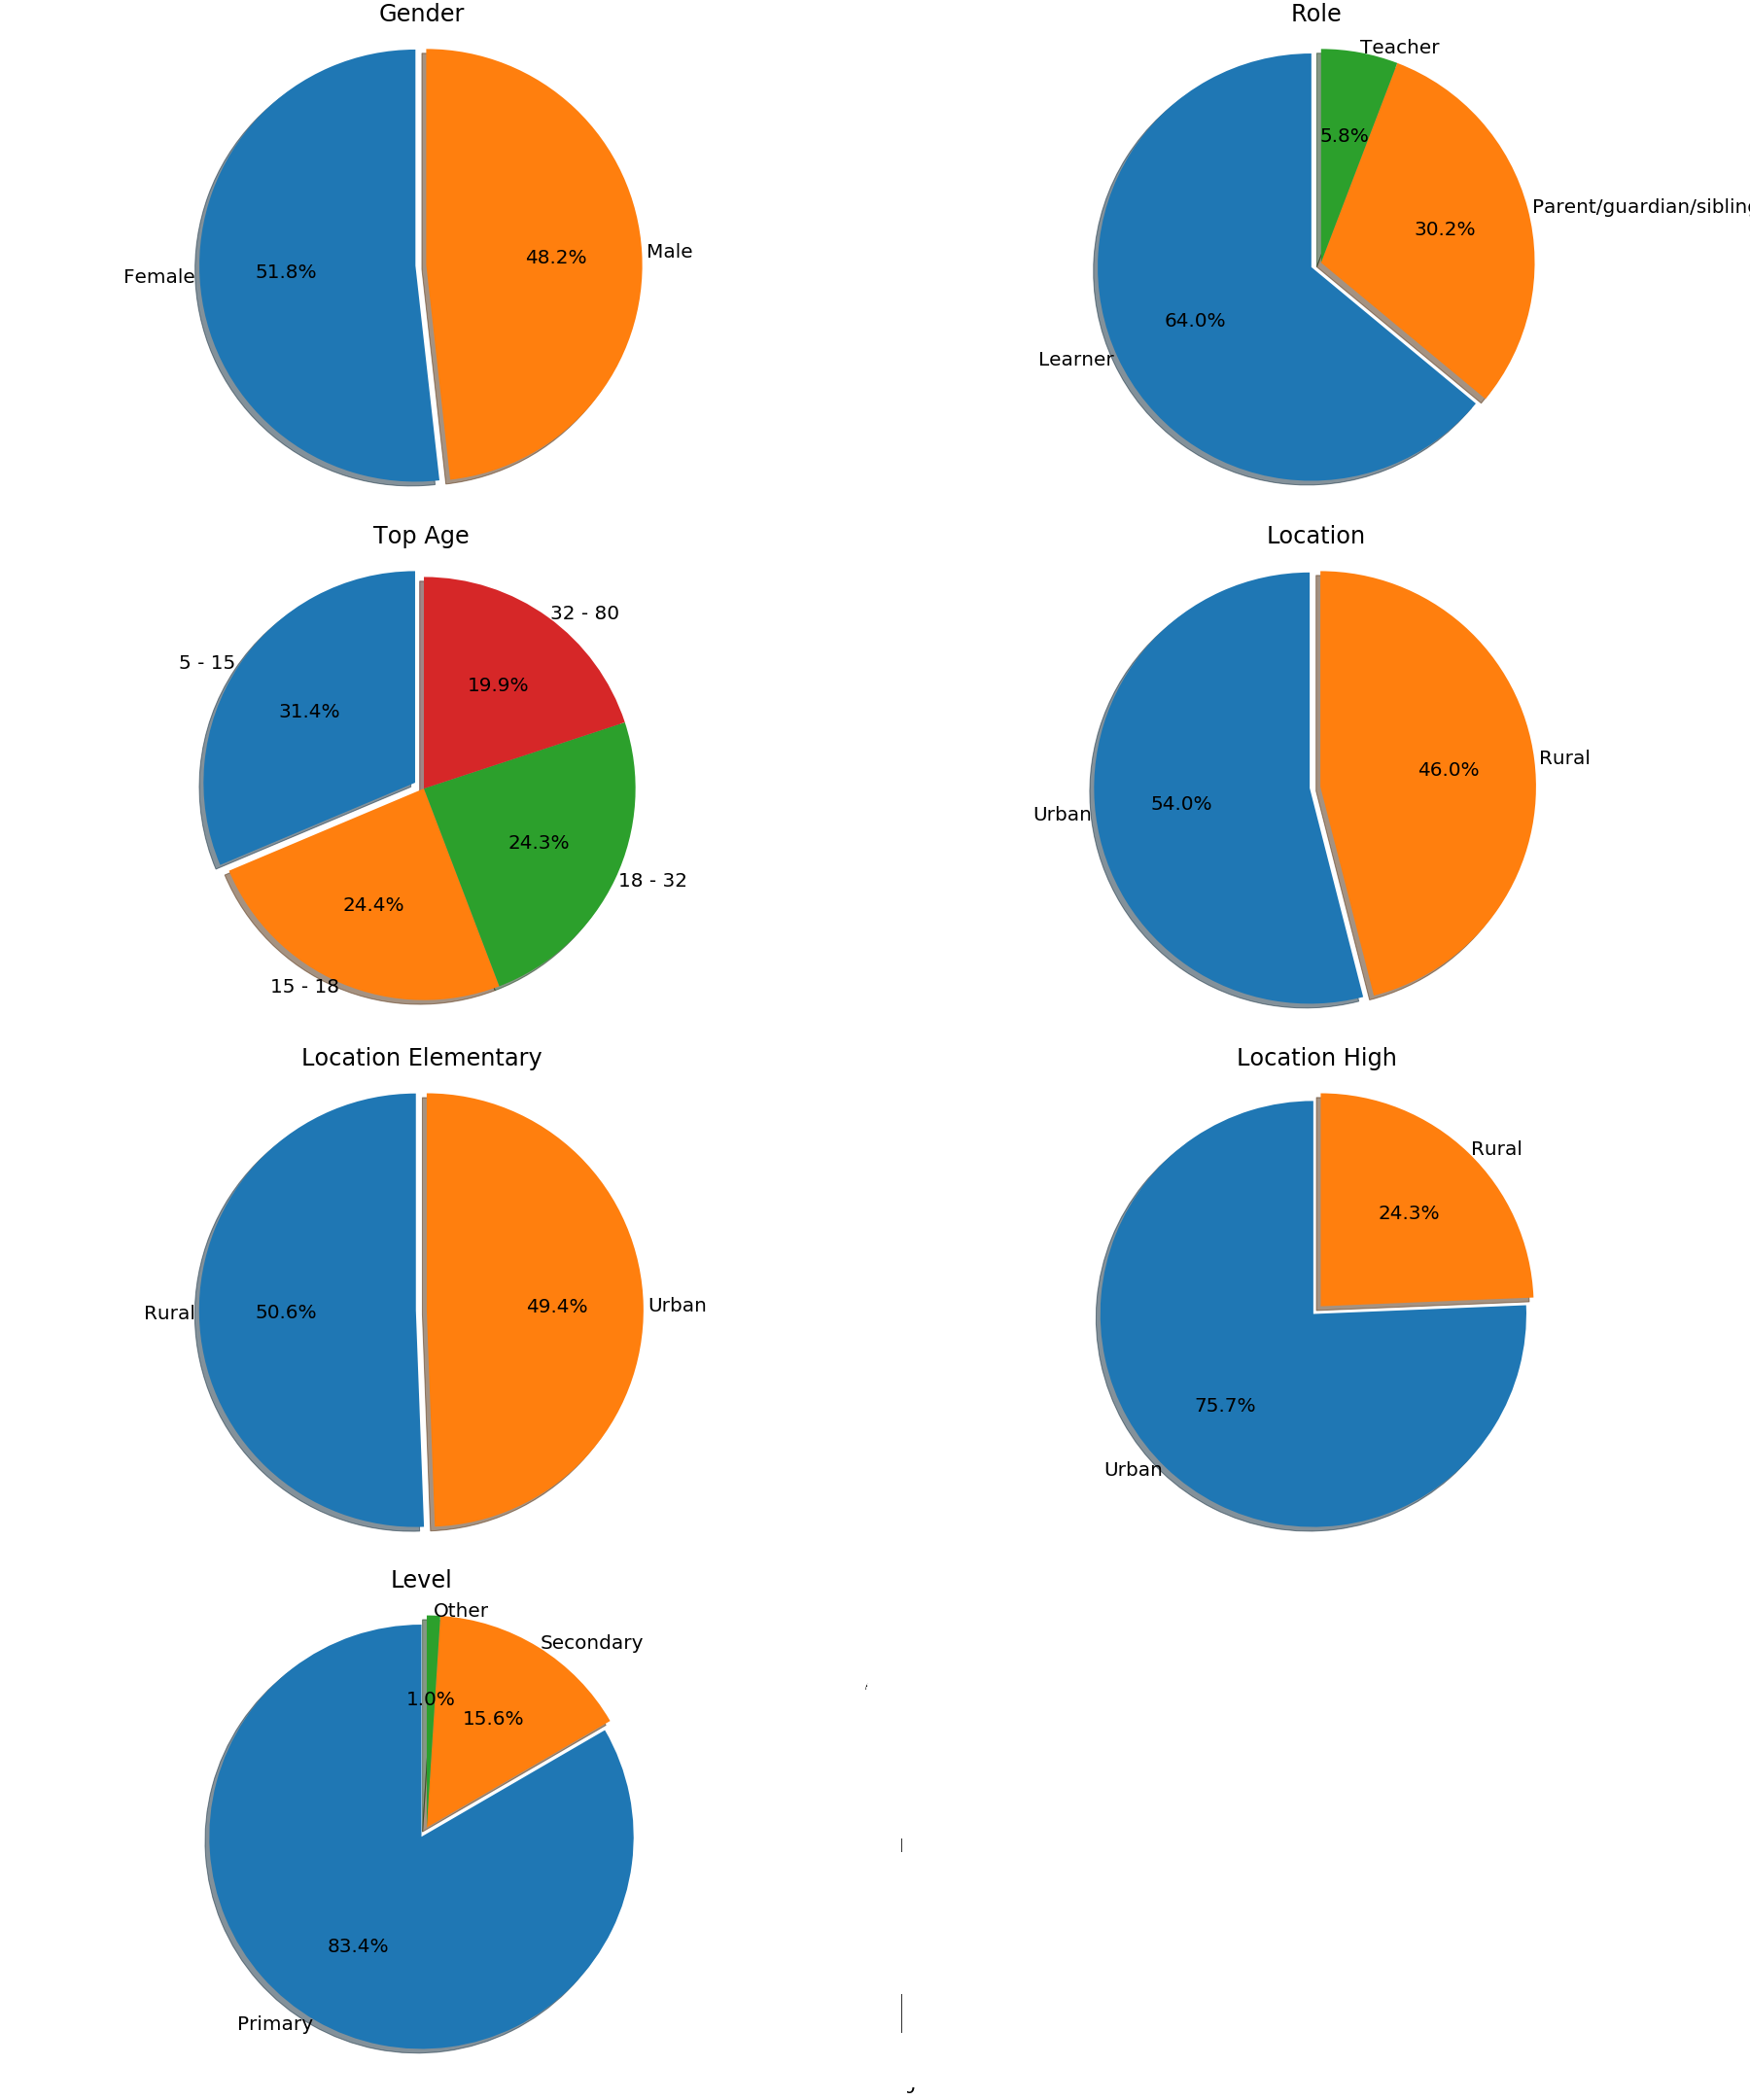 Gender
Female
51.8%
48.2%
Male
Role
Teacher
5.8%
Parent/guardian/sibling
30.2%
64.0%
Learner
Top Age
32 - 80
5 - 15
19.9%
31.4%
24.3%
18 - 32
24.4%
15 - 18
Location
Rural
46.0%
54.0%
Urban
Location Elementary
Rural
50.6%
49.4%
Urban
Location High
Rural
24.3%
75.7%
Urban
Level
Other
Secondary
1.0%
15.6%
83.4%
Primary